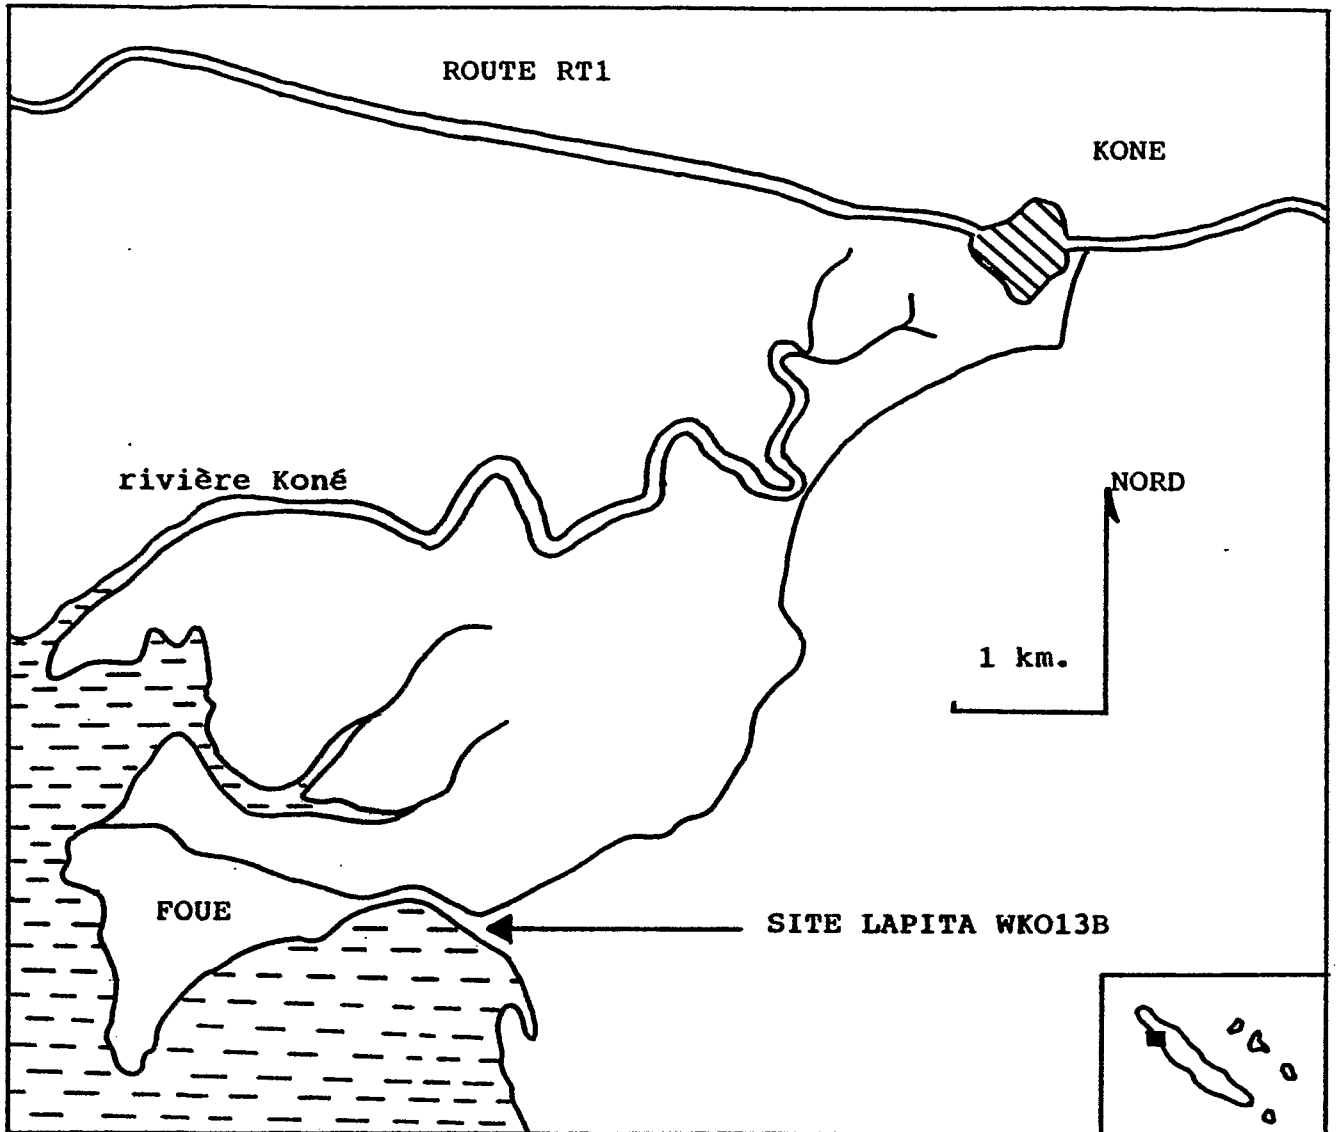 ROUTE RT1
KONE
rivière Koné
NORD
1 km.
FOUE
SITE LAPITA WKO13B